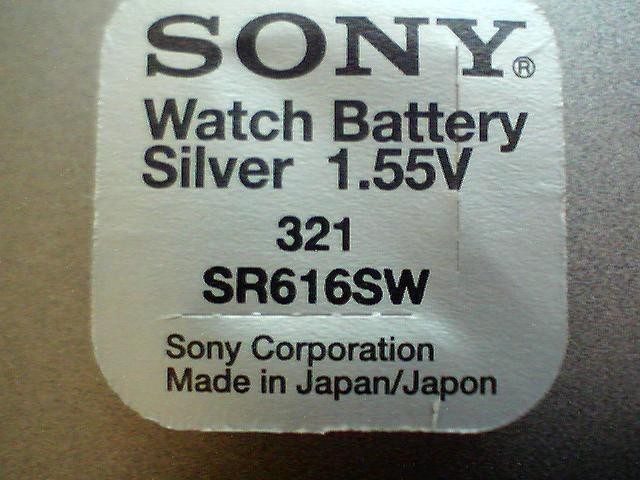 SONY®
Watch Battery
Silver 1.55V
321
SR616SW
Sony Corporation
Made in Japan/Japon